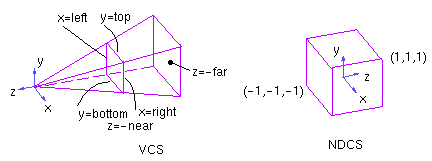 x=left
y=top
y
z
x
z=-far
y=bottom
x=right
z=-near
VCS
y
(1,1,1)
z
x
(-1,-1,-1)
NDCS